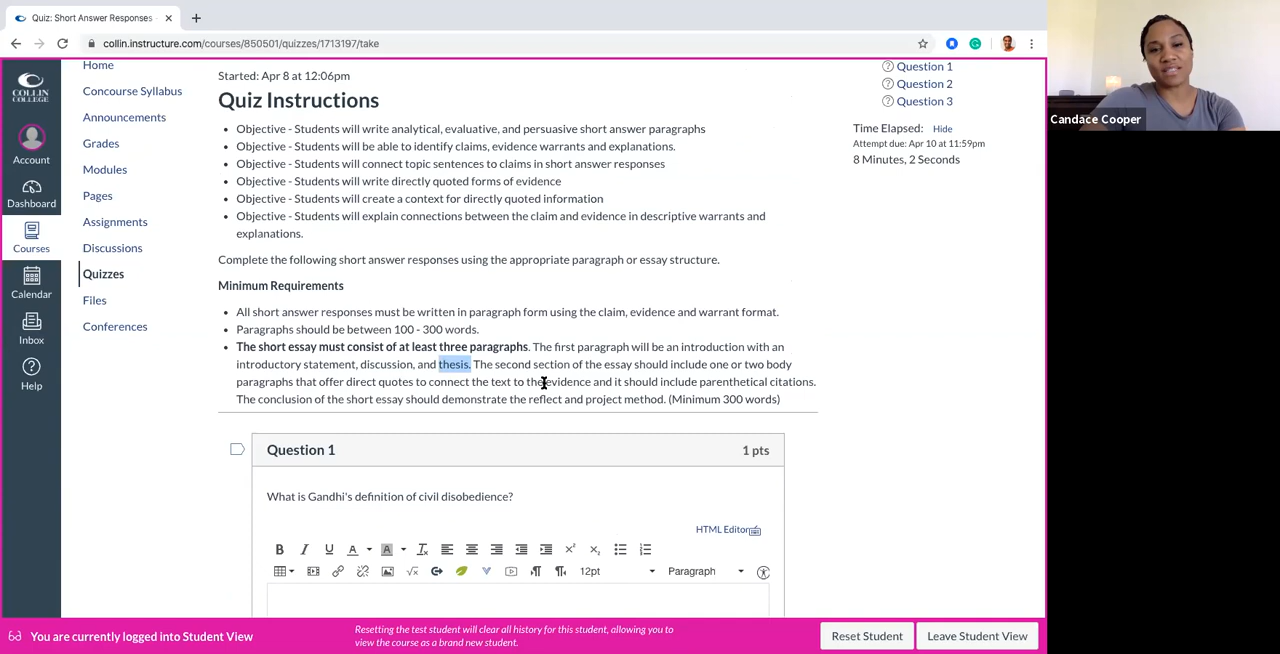 Quiz: Short Answer Responses
collin.instructure.com/courses/850501/quizzes/1713197/take
COLLIN
COLLEGE
Account
Dashboard
Courses
Calendar
Inbox
Help
Home
Concourse Syllabus
Announcements
Grades
Modules
Pages
Assignments
Discussions
Quizzes
Files
Conferences
Started: Apr 8 at 12:06pm
Quiz Instructions
Objective - Students will write analytical, evaluative, and persuasive short answer paragraphs
Objective - Students will be able to identify claims, evidence warrants and explanations.
Objective - Students will connect topic sentences to claims in short answer responses
Objective - Students will write directly quoted forms of evidence
Objective - Students will create a context for directly quoted information
Objective - Students will explain connections between the claim and evidence in descriptive warrants and
explanations.
Complete the following short answer responses using the appropriate paragraph or essay structure.
Minimum Requirements
All short answer responses must be written in paragraph form using the claim, evidence and warrant format.
Paragraphs should be between 100 - 300 words.
The short essay must consist of at least three paragraphs. The first paragraph will be an introduction with an
introductory statement, discussion, and thesis. The second section of the essay should include one or two body
paragraphs that offer direct quotes to connect the text to the evidence and it should include parenthetical citations.
The conclusion of the short essay should demonstrate the reflect and project method. (Minimum 300 words)
Question 1
1 pts
What is Gandhi's definition of civil disobedience?
HTML Editor
12pt
Paragraph
Question 1
Question 2
Question 3
Time Elapsed: Hide
Attempt due: Apr 10 at 11:59pm
8 Minutes, 2 Seconds
Candace Cooper
You are currently logged into Student View
Resetting the test student will clear all history for this student, allowing you to
view the course as a brand new student.
Reset Student
Leave Student View